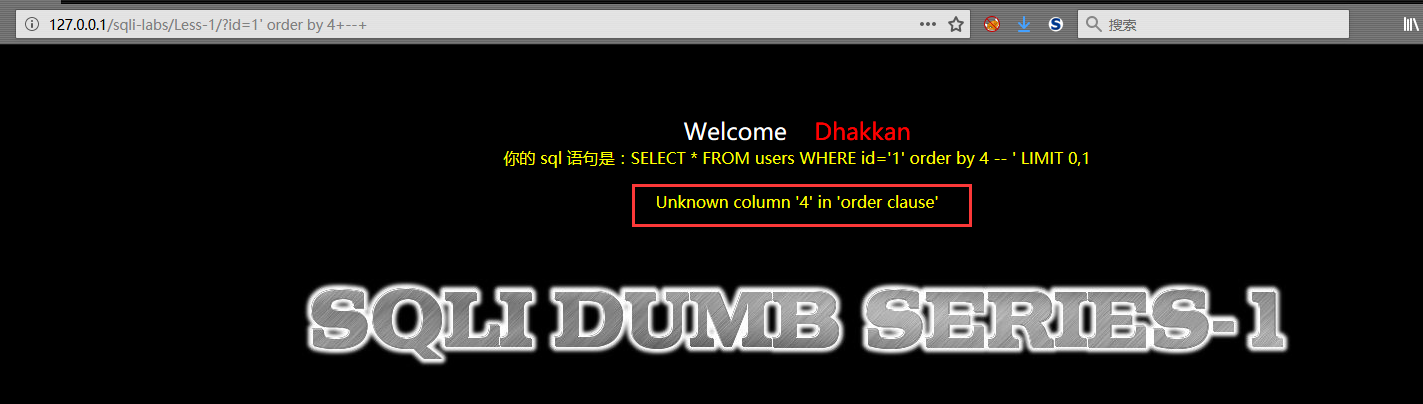 127.0.0.1/sqli-labs/Less-1/?id=1' order by 4+--+
搜索
Welcome Dhakkan
你的 sql 语句是：SELECT * FROM users WHERE id='1' order by 4 -- ' LIMIT 0,1
Unknown column '4' in 'order clause'
SQLI DUMB SERIES-1